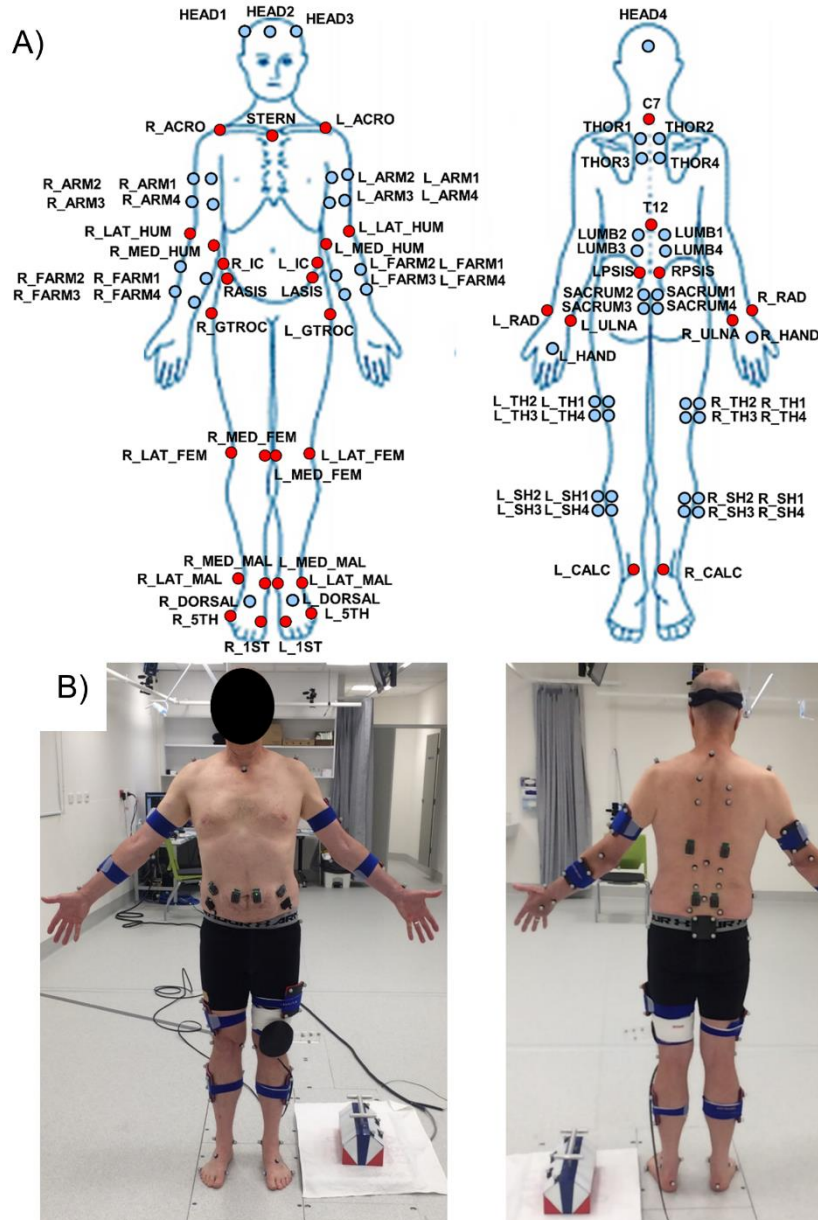 A)
HEAD1 HEAD2 HEAD3
R_ACRO STERN L_ACRO
R_ARM2 R_ARM1 L_ARM2 L_ARM1
R_ARM3 R_ARM4 L_ARM3 L_ARM4
R_LAT_HUM L_LAT_HUM
R_MED_HUM L_MED_HUM
R_IC L_IC
R_FARM2 R_FARM1 L_FARM2 L_FARM1
R_FARM3 R_FARM4 L_FARM3 L_FARM4
RASIS LASIS
R_GTROC L_GTROC
R_MED_FEM
R_LAT_FEM L_LAT_FEM
L_MED_FEM
R_MED_MAL L_MED_MAL
R_LAT_MAL L_LAT_MAL
R_DORSAL L_DORSAL
R_5TH L_5TH
R_1ST L_1ST
HEAD4
C7
THOR1 THOR2
THOR3 THOR4
T12
LUMB2 LUMB1
LUMB3 LUMB4
LPSIS RPSIS
SACRUM2 SACRUM1
SACRUM3 SACRUM4
L_RAD R_RAD
L_ULNA R_ULNA
L_HAND R_HAND
L_TH2 L_TH1 R_TH2 R_TH1
L_TH3 L_TH4 R_TH3 R_TH4
L_SH2 L_SH1 R_SH2 R_SH1
L_SH3 L_SH4 R_SH3 R_SH4
L_CALC R_CALC
B)